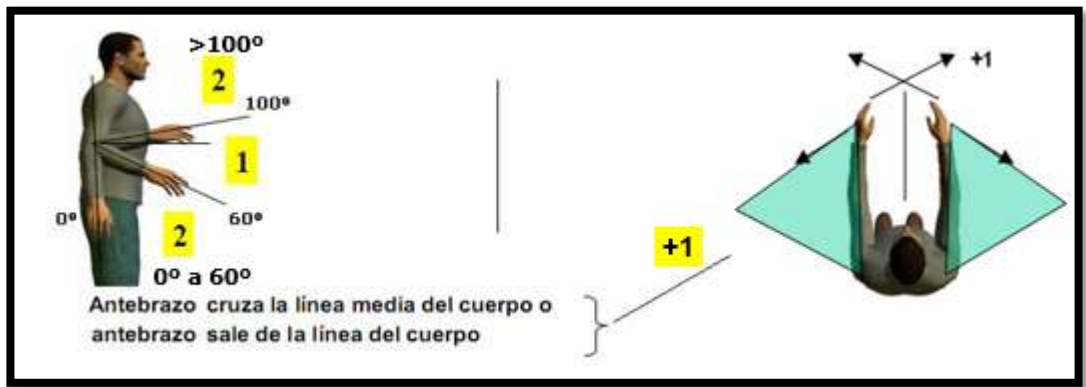 >100º
2
100º
1
0º
60º
2
0º a 60º
Antebrazo cruza la línea media del cuerpo o
antebrazo sale de la línea del cuerpo
+1
+1